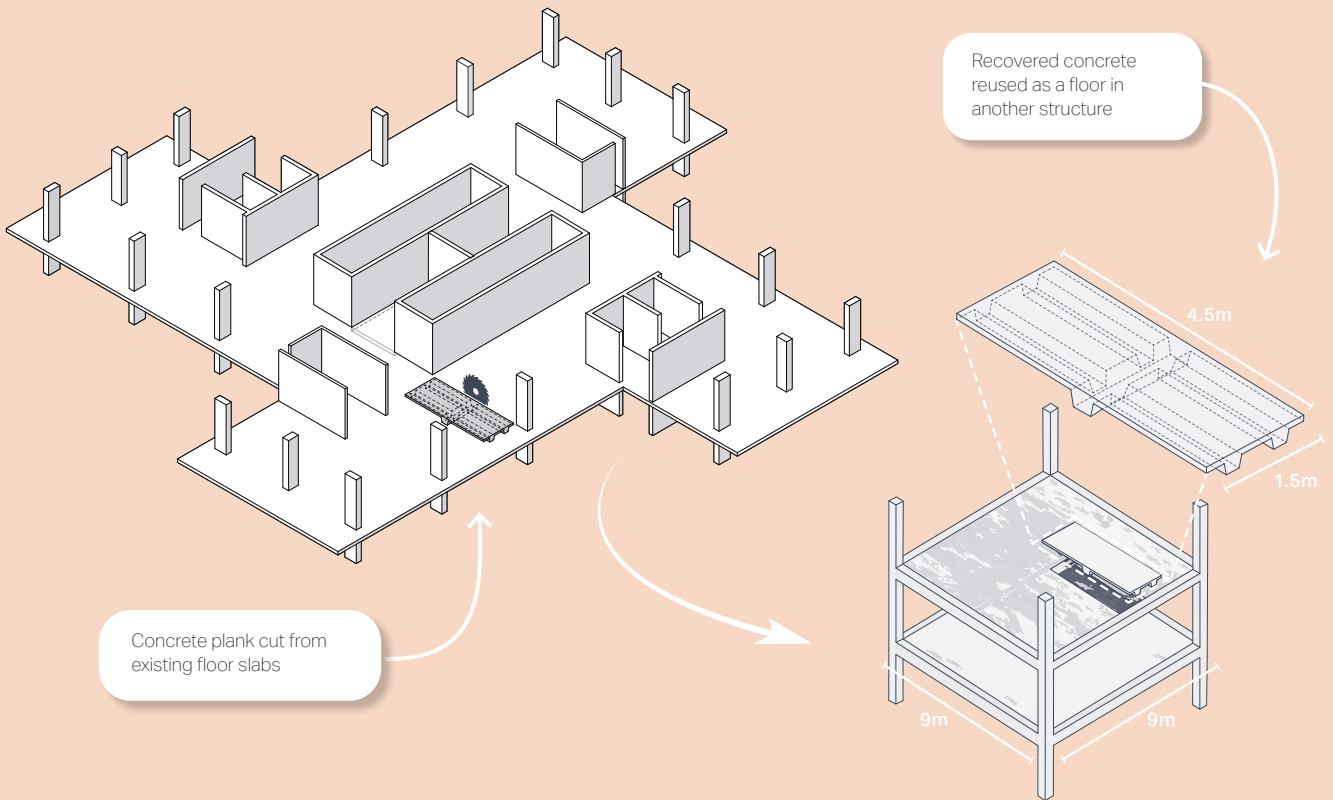 Recovered concrete
reused as a floor in
another structure
4.5m
1.5m
Concrete plank cut from
existing floor slabs
9m
9m